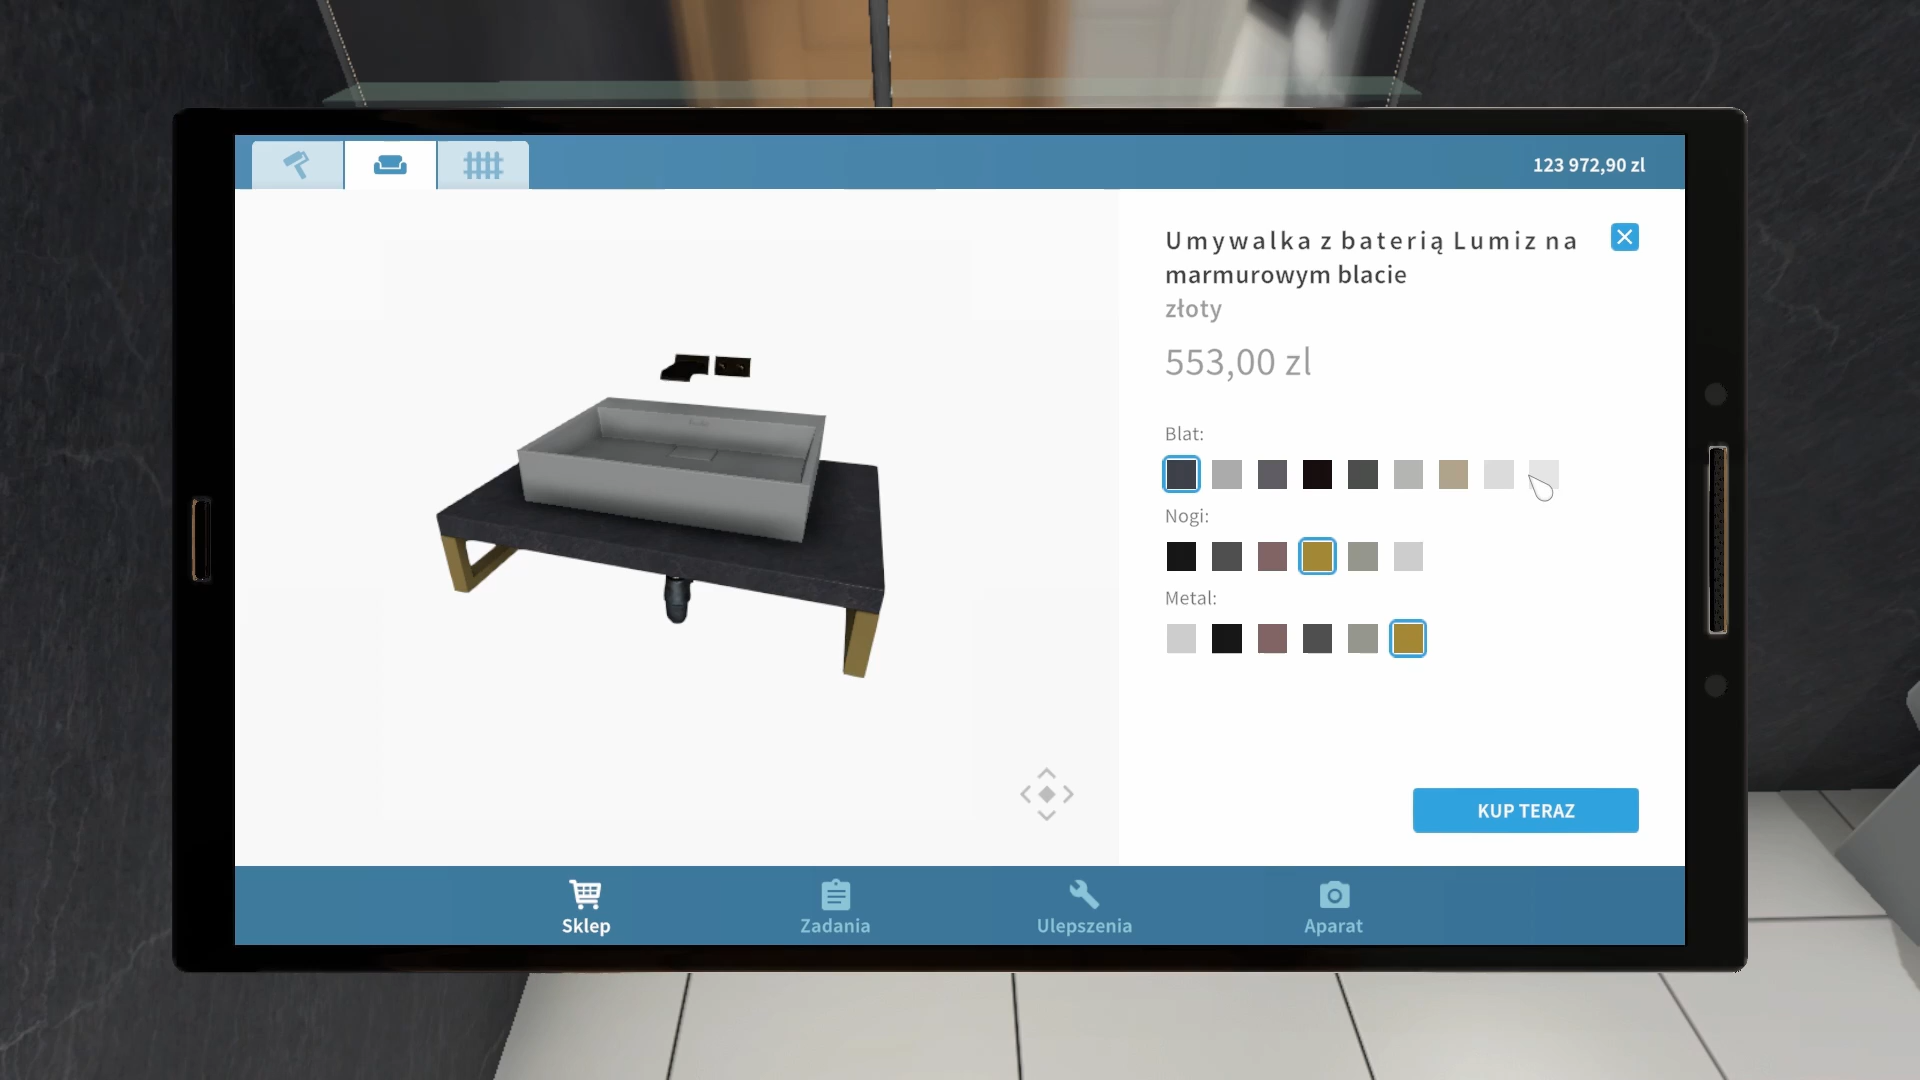 123 972,90 zl
Umywalka z baterią Lumiz na
marmurowym blacie
złoty
553,00 zl
Blat:
Nogi:
Metal:
KUP TERAZ
Sklep
Zadania
Ulepszenia
Aparat